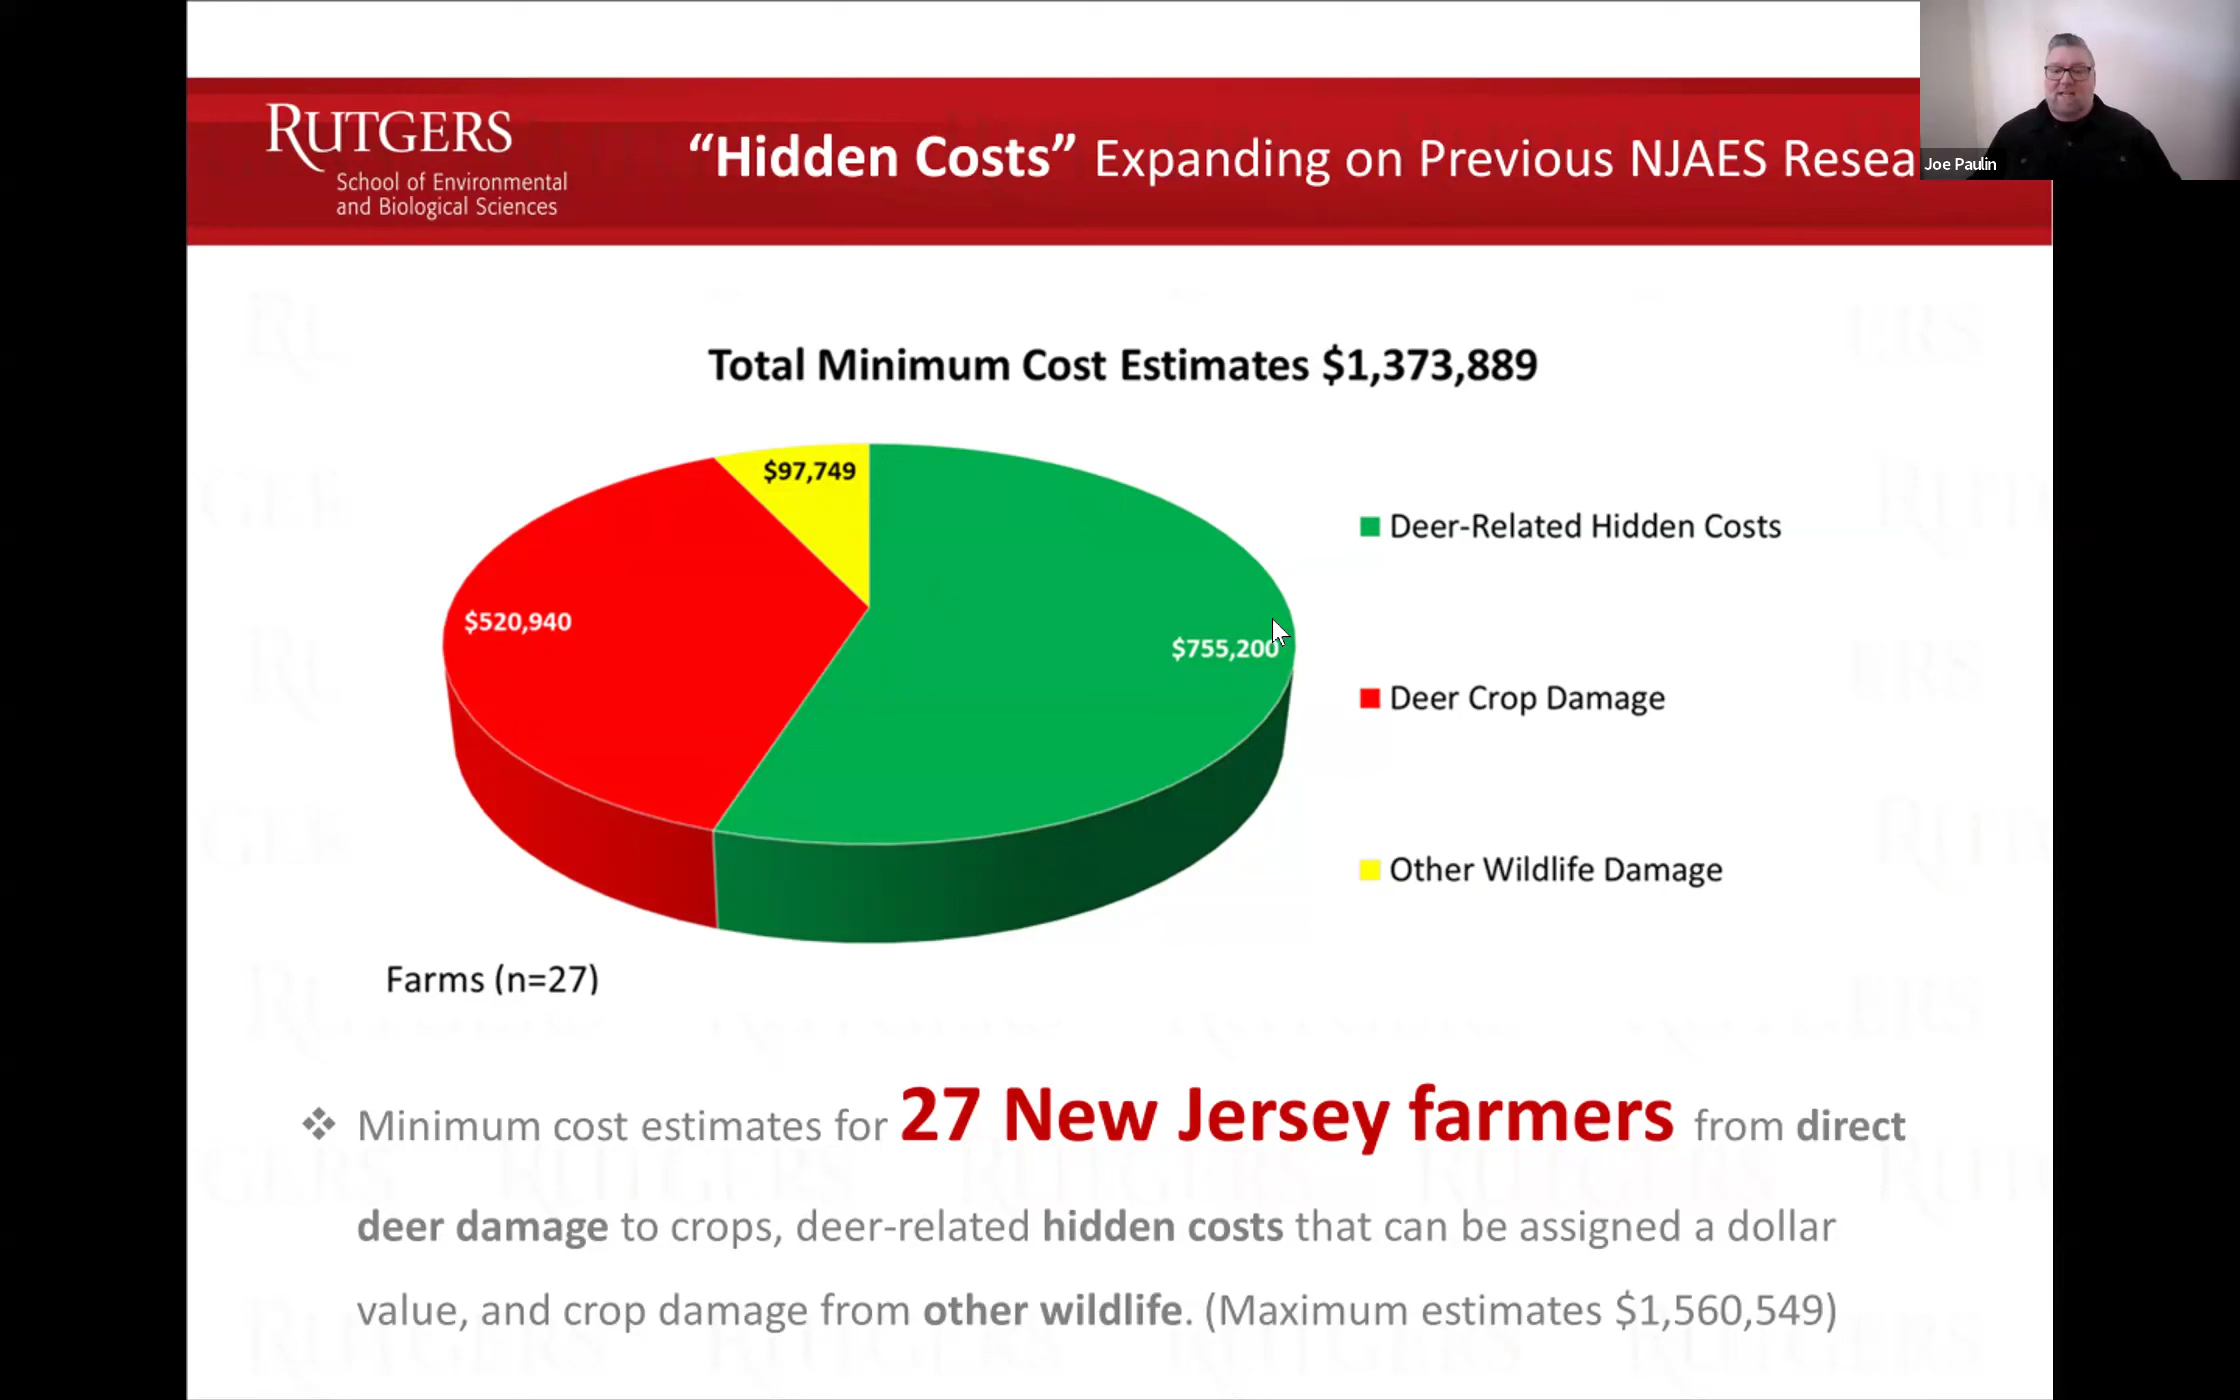 RUTGERS
School of Environmental
and Biological Sciences
“Hidden Costs” Expanding on Previous NJAES Resea
Joe Paulin
Total Minimum Cost Estimates $1,373,889
$97,749
$520,940
$755,200
Deer-Related Hidden Costs
Deer Crop Damage
Other Wildlife Damage
Farms (n=27)
❖ Minimum cost estimates for 27 New Jersey farmers from direct
deer damage to crops, deer-related hidden costs that can be assigned a dollar
value, and crop damage from other wildlife. (Maximum estimates $1,560,549)